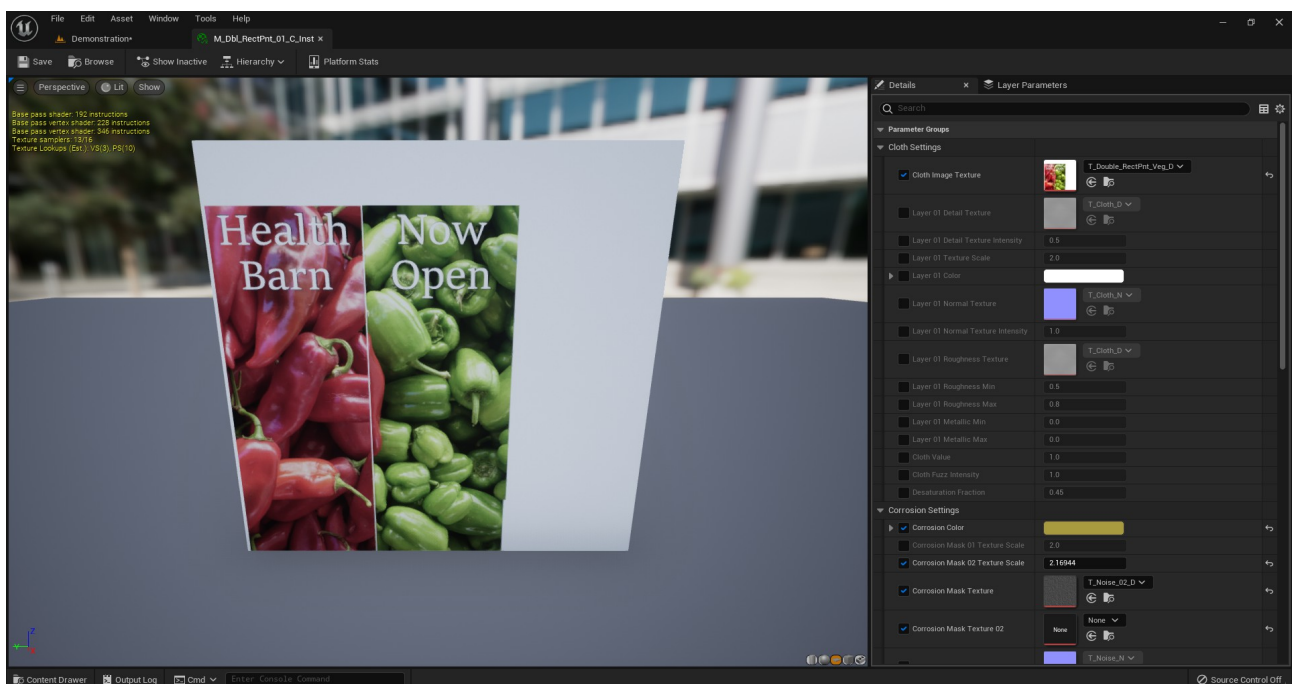 File Edit Asset Window Tools Help
Demonstration•
M_Dbl_RectPnt_01_C_Inst ×
Save Browse Show Inactive Hierarchy Platform Stats
Perspective Lit Show
Base pass shader: 192 instructions
Base pass vertex shader: 228 instructions
Base pass vertex shader: 346 instructions
Texture samplers: 13/16
Texture Lookups (Est.): VS(3), PS(10)
Health
Barn
Now
Open
Z
Y
Details × Layer Parameters
Search
Parameter Groups
Cloth Settings
Cloth Image Texture T_Double_RectPnt_Veg_D
Layer 01 Detail Texture T_Cloth_D
Layer 01 Detail Texture Intensity 0.5
Layer 01 Texture Scale 2.0
Layer 01 Color
Layer 01 Normal Texture T_Cloth_N
Layer 01 Normal Texture Intensity 1.0
Layer 01 Roughness Texture T_Cloth_D
Layer 01 Roughness Min 0.5
Layer 01 Roughness Max 0.8
Layer 01 Metallic Min 0.0
Layer 01 Metallic Max 0.0
Cloth Value 1.0
Cloth Fuzz Intensity 1.0
Desaturation Fraction 0.45
Corrosion Settings
Corrosion Color
Corrosion Mask 01 Texture Scale 2.0
Corrosion Mask 02 Texture Scale 2.16944
Corrosion Mask Texture T_Noise_02_D
Corrosion Mask Texture 02 None None
T_Noise_N
Content Drawer Output Log Cmd Enter Console Command Source Control Off